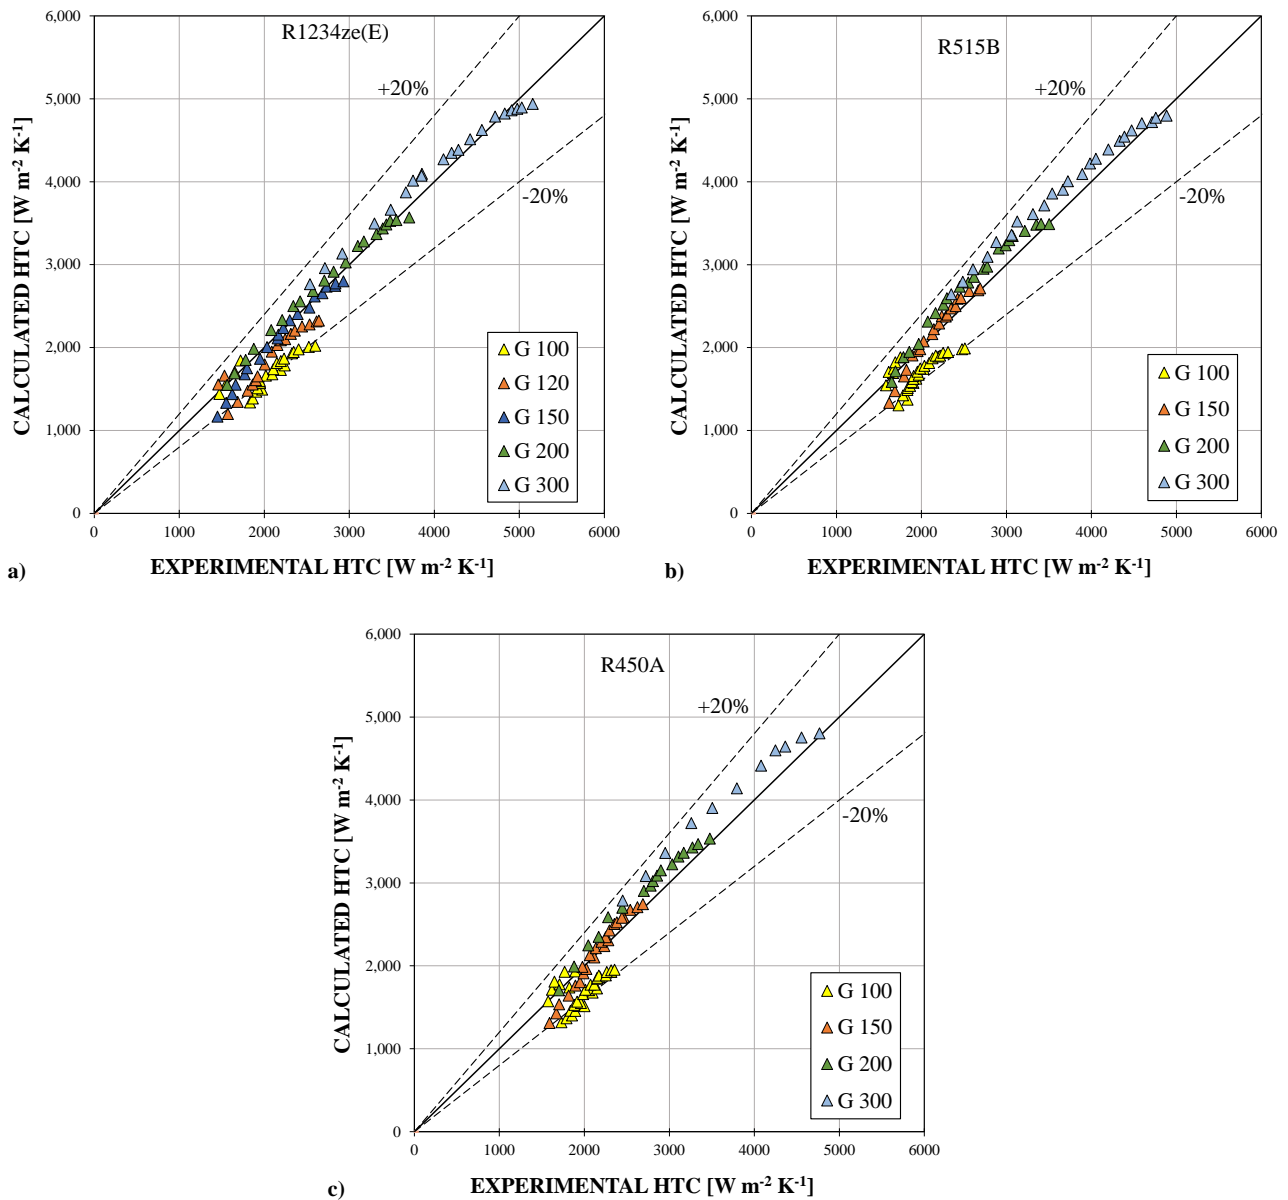 R1234ze(E)
+20%
-20%
6,000
5,000
4,000
3,000
2,000
1,000
0
0 1000 2000 3000 4000 5000 6000
CALCULATED HTC [W m-2 K-1]
EXPERIMENTAL HTC [W m-2 K-1]
G 100
G 120
G 150
G 200
G 300
a)
R515B
+20%
-20%
6,000
5,000
4,000
3,000
2,000
1,000
0
0 1000 2000 3000 4000 5000 6000
CALCULATED HTC [W m-2 K-1]
EXPERIMENTAL HTC [W m-2 K-1]
G 100
G 150
G 200
G 300
b)
R450A
+20%
-20%
6,000
5,000
4,000
3,000
2,000
1,000
0
0 1000 2000 3000 4000 5000 6000
CALCULATED HTC [W m-2 K-1]
EXPERIMENTAL HTC [W m-2 K-1]
G 100
G 150
G 200
G 300
c)